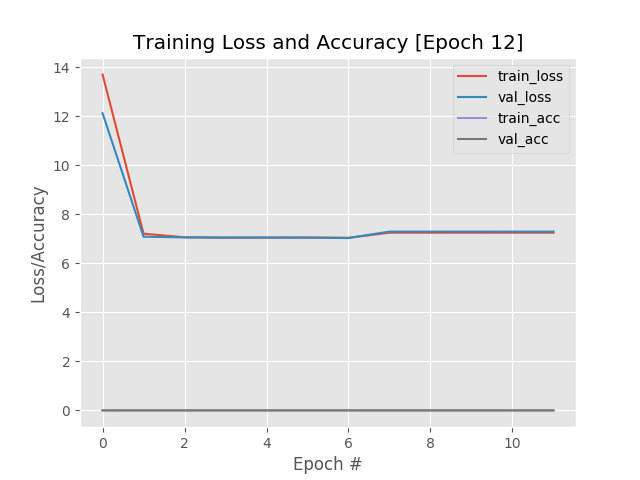 Training Loss and Accuracy [Epoch 12]
train_loss
val_loss
train_acc
val_acc
Loss/Accuracy
14
12
10
8
6
4
2
0
0 2 4 6 8 10
Epoch #